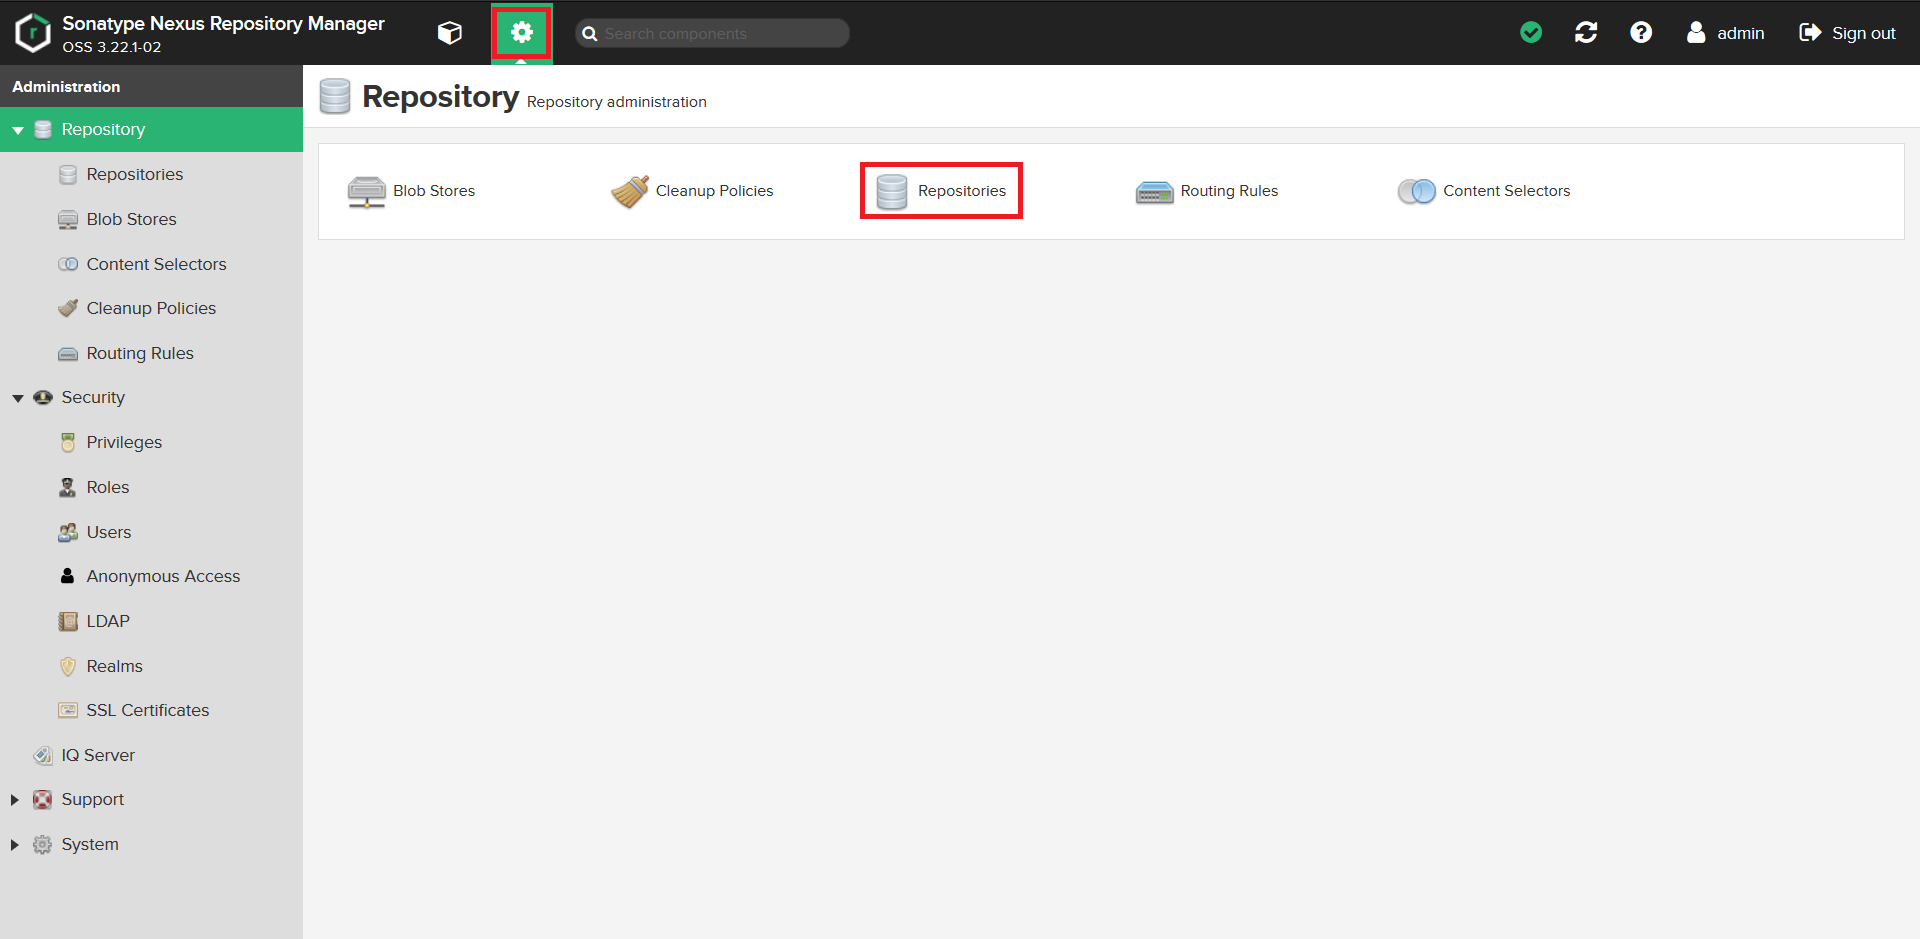 Sonatype Nexus Repository Manager
OSS 3.22.1-02
Search components
admin
Sign out
Administration
Repository
Repositories
Blob Stores
Content Selectors
Cleanup Policies
Routing Rules
Security
Privileges
Roles
Users
Anonymous Access
LDAP
Realms
SSL Certificates
IQ Server
Support
System
Repository Repository administration
Blob Stores
Cleanup Policies
Repositories
Routing Rules
Content Selectors